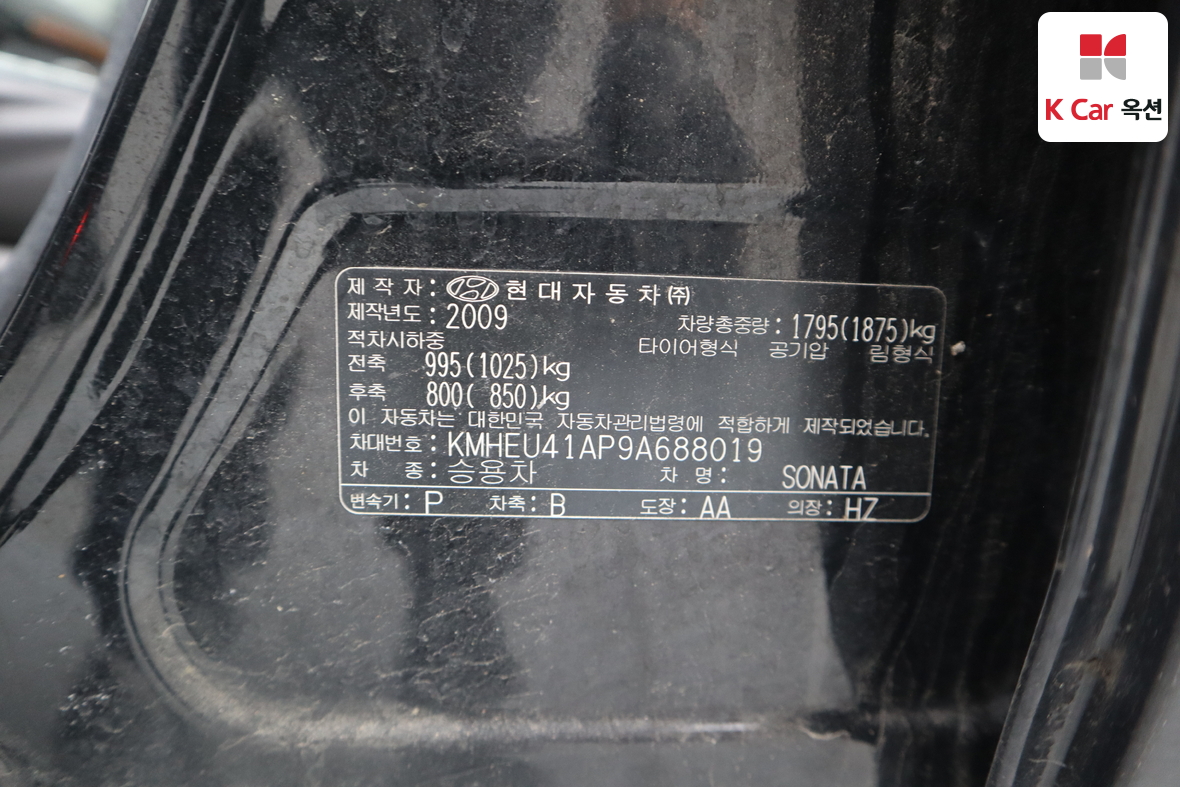 K Car 옥션
제 작 자 : 현 대 자 동 차 ㈜
제작년도 : 2009 차량총중량 : 1795(1875)kg
적차시하중 타이어형식 공기압 림형식
전축 995(1025)kg
후축 800( 850)kg
이 자동차는 대한민국 자동차관리법령에 적합하게 제작되었습니다.
차대번호 : KMHEU41AP9A688019
차 종 : 승용차 차 명 : SONATA
변속기 : P 차축 : B 도장 : AA 의장 : HZ